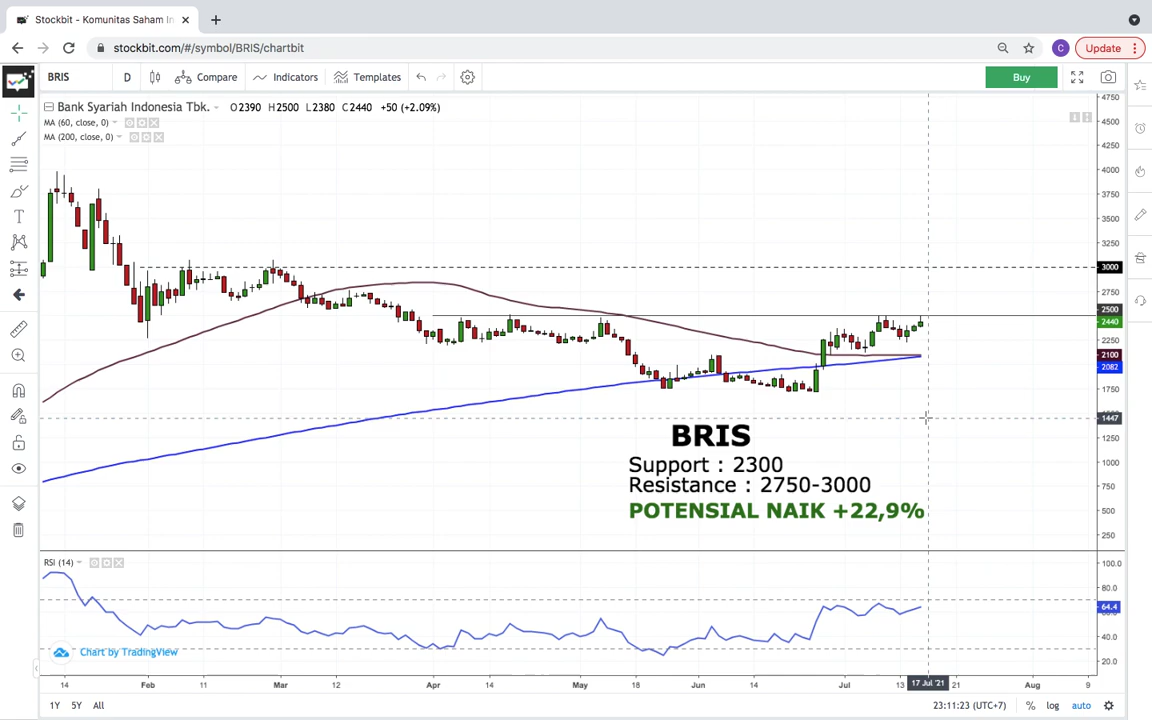 Stockbit - Komunitas Saham In
stockbit.com/#/symbol/BRIS/chartbit
C
Update
BRIS
D
Compare
Indicators
Templates
Buy
Bank Syariah Indonesia Tbk. O2390 H2500 L2380 C2440 +50 (+2.09%)
MA (60, close, 0)
MA (200, close, 0)
4750
4500
4250
4000
3750
3500
3250
3000
2750
2500
2440
2250
2100
2082
1750
1447
1250
1000
750
500
250
BRIS
Support : 2300
Resistance : 2750-3000
POTENSIAL NAIK +22,9%
RSI (14)
100.0
80.0
64.4
40.0
20.0
Chart by TradingView
14 Feb 11 Mar 12 Apr 14 May 18 Jun 14 Jul 13 17 Jul '21 21 Aug 9
1Y 5Y All
23:11:23 (UTC+7) % log auto